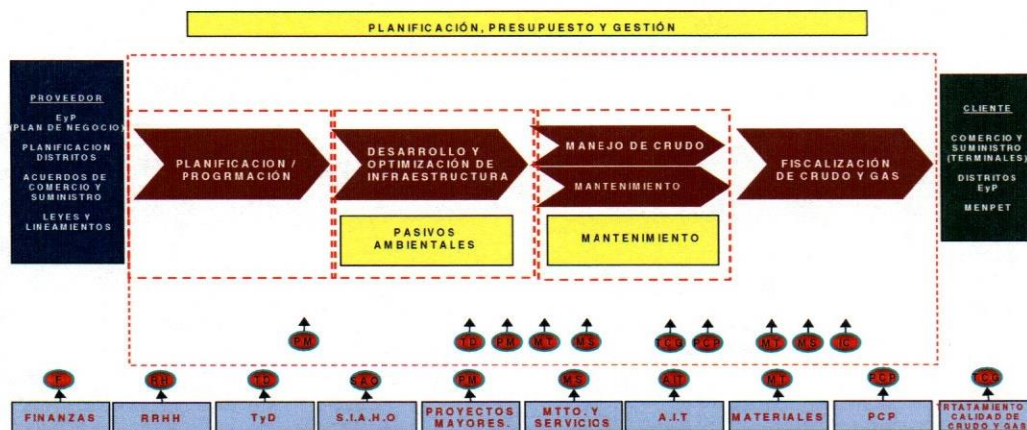 PLANIFICACIÓN, PRESUPUESTO Y GESTIÓN
PROVEEDOR
EyP
(PLAN DE NEGOCIO)
PLANIFICACION
DISTRITOS
ACUERDOS DE
COMERCIO Y
SUMINISTRO
LEYES Y
LINEAMIENTOS
PLANIFICACION /
PROGRMACIÓN
DESARROLLO Y
OPTIMIZACIÓN DE
INFRAESTRUCTURA
MANEJO DE CRUDO
MANTENIMIENTO
FISCALIZACIÓN
DE CRUDO Y GAS
PASIVOS
AMBIENTALES
MANTENIMIENTO
CLIENTE
COMERCIO Y
SUMINISTRO
(TERMINALES)
DISTRITOS
EyP
MENPET
PM
TD
PM
MT
MS
TCG
PCP
MT
MS
IC
F
RH
TD
SAO
PM
MS
AIT
MT
PCP
TCG
FINANZAS
RRHH
TyD
S.I.A.H.O
PROYECTOS
MAYORES.
MTTO. Y
SERVICIOS
A.I.T
MATERIALES
PCP
TRTATAMIENTO Y
CALIDAD DE
CRUDO Y GAS